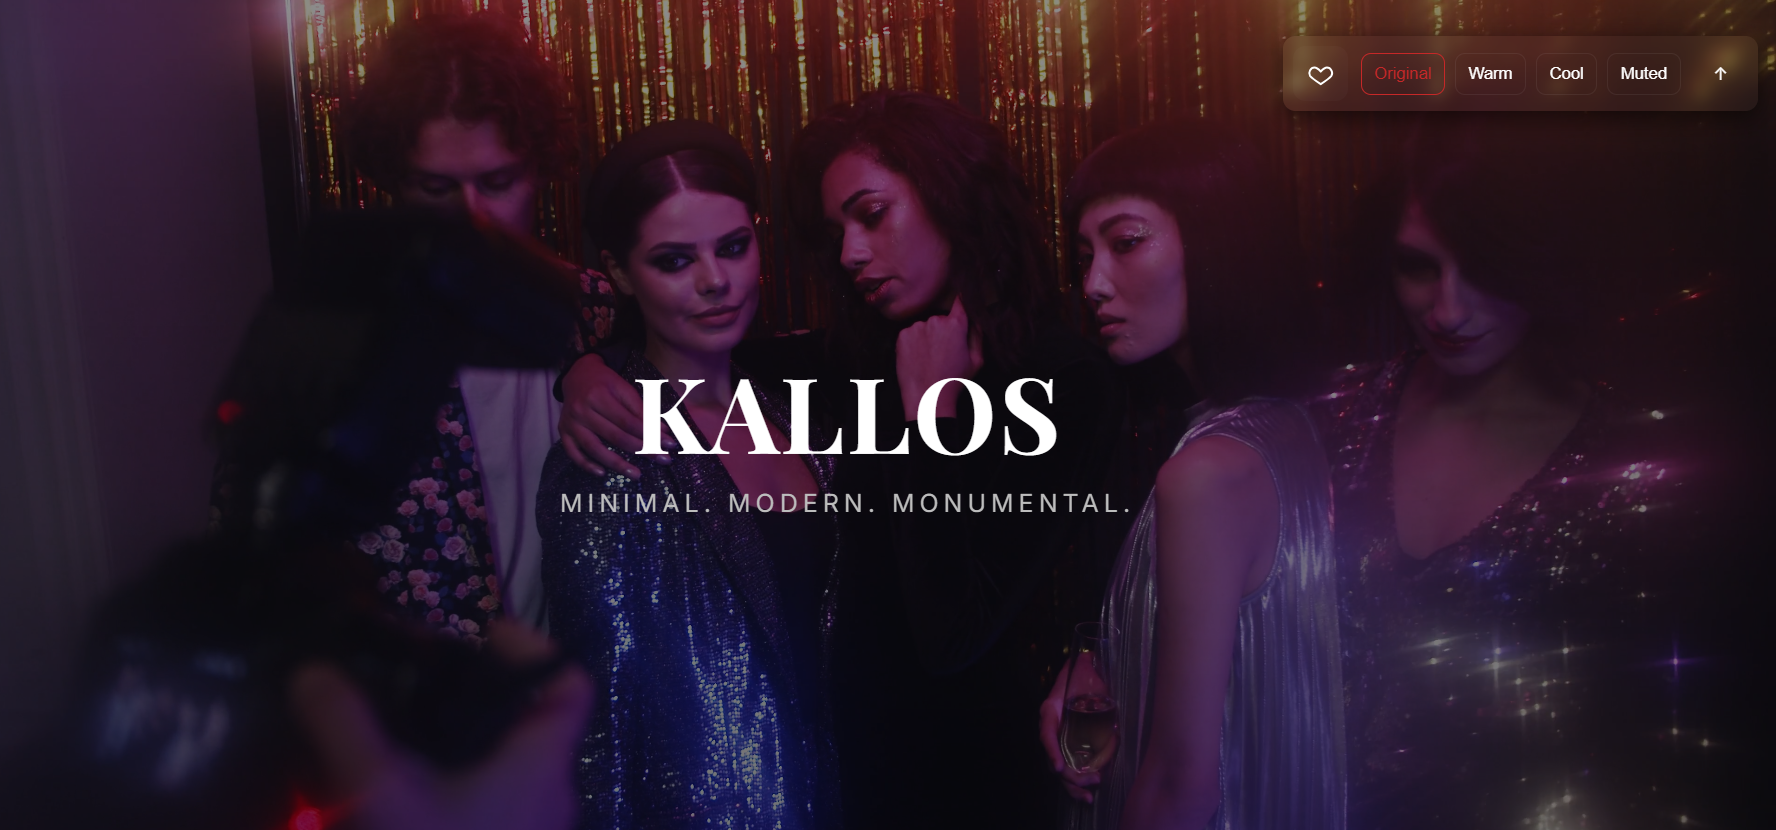 Original Warm Cool Muted
KALLOS
MINIMAL. MODERN. MONUMENTAL.